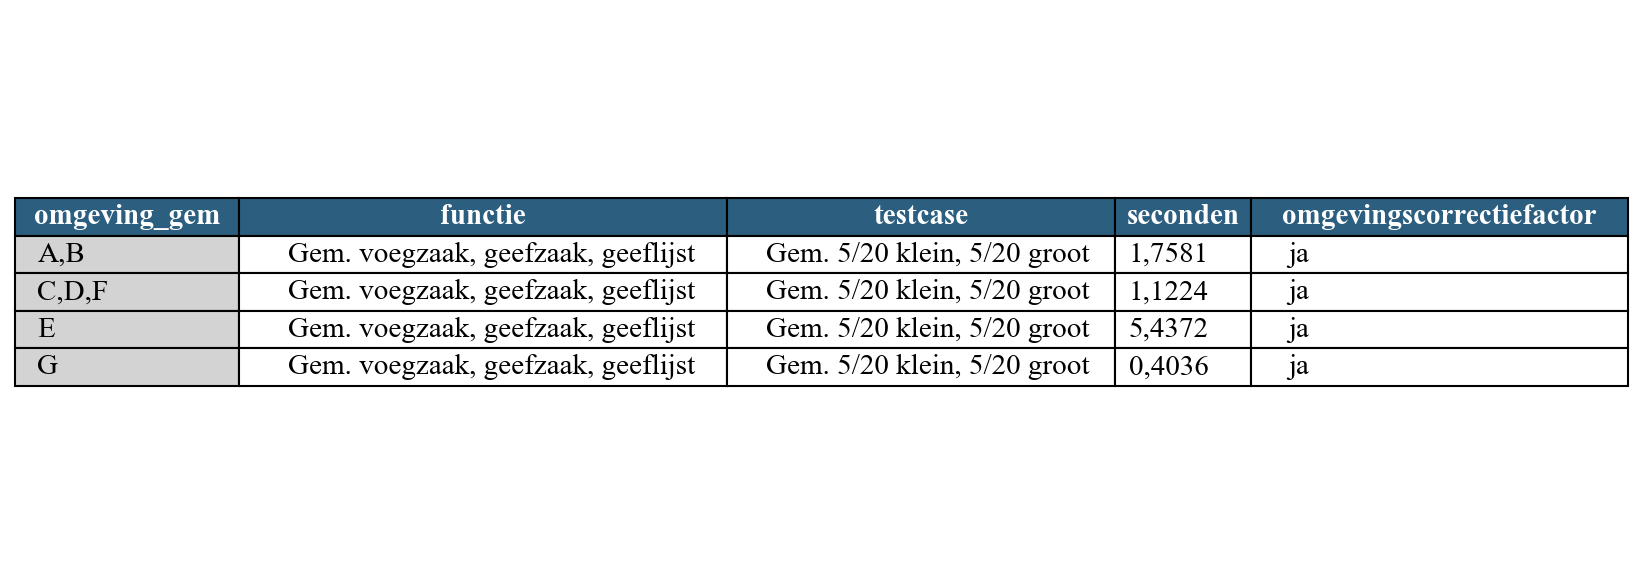 omgeving_gem functie testcase seconden omgevingscorrectiefactor
A,B Gem. voegzaak, geefzaak, geeflijst Gem. 5/20 klein, 5/20 groot 1,7581 ja
C,D,F Gem. voegzaak, geefzaak, geeflijst Gem. 5/20 klein, 5/20 groot 1,1224 ja
E Gem. voegzaak, geefzaak, geeflijst Gem. 5/20 klein, 5/20 groot 5,4372 ja
G Gem. voegzaak, geefzaak, geeflijst Gem. 5/20 klein, 5/20 groot 0,4036 ja